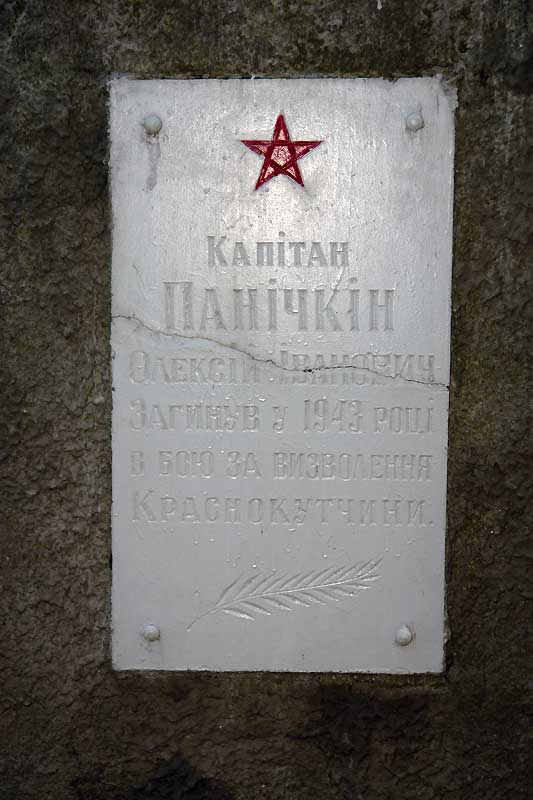 Капітан
Панічкін
Олексій Іванович
Загинув у 1943 році
в бою за визволення
Краснокутчини.